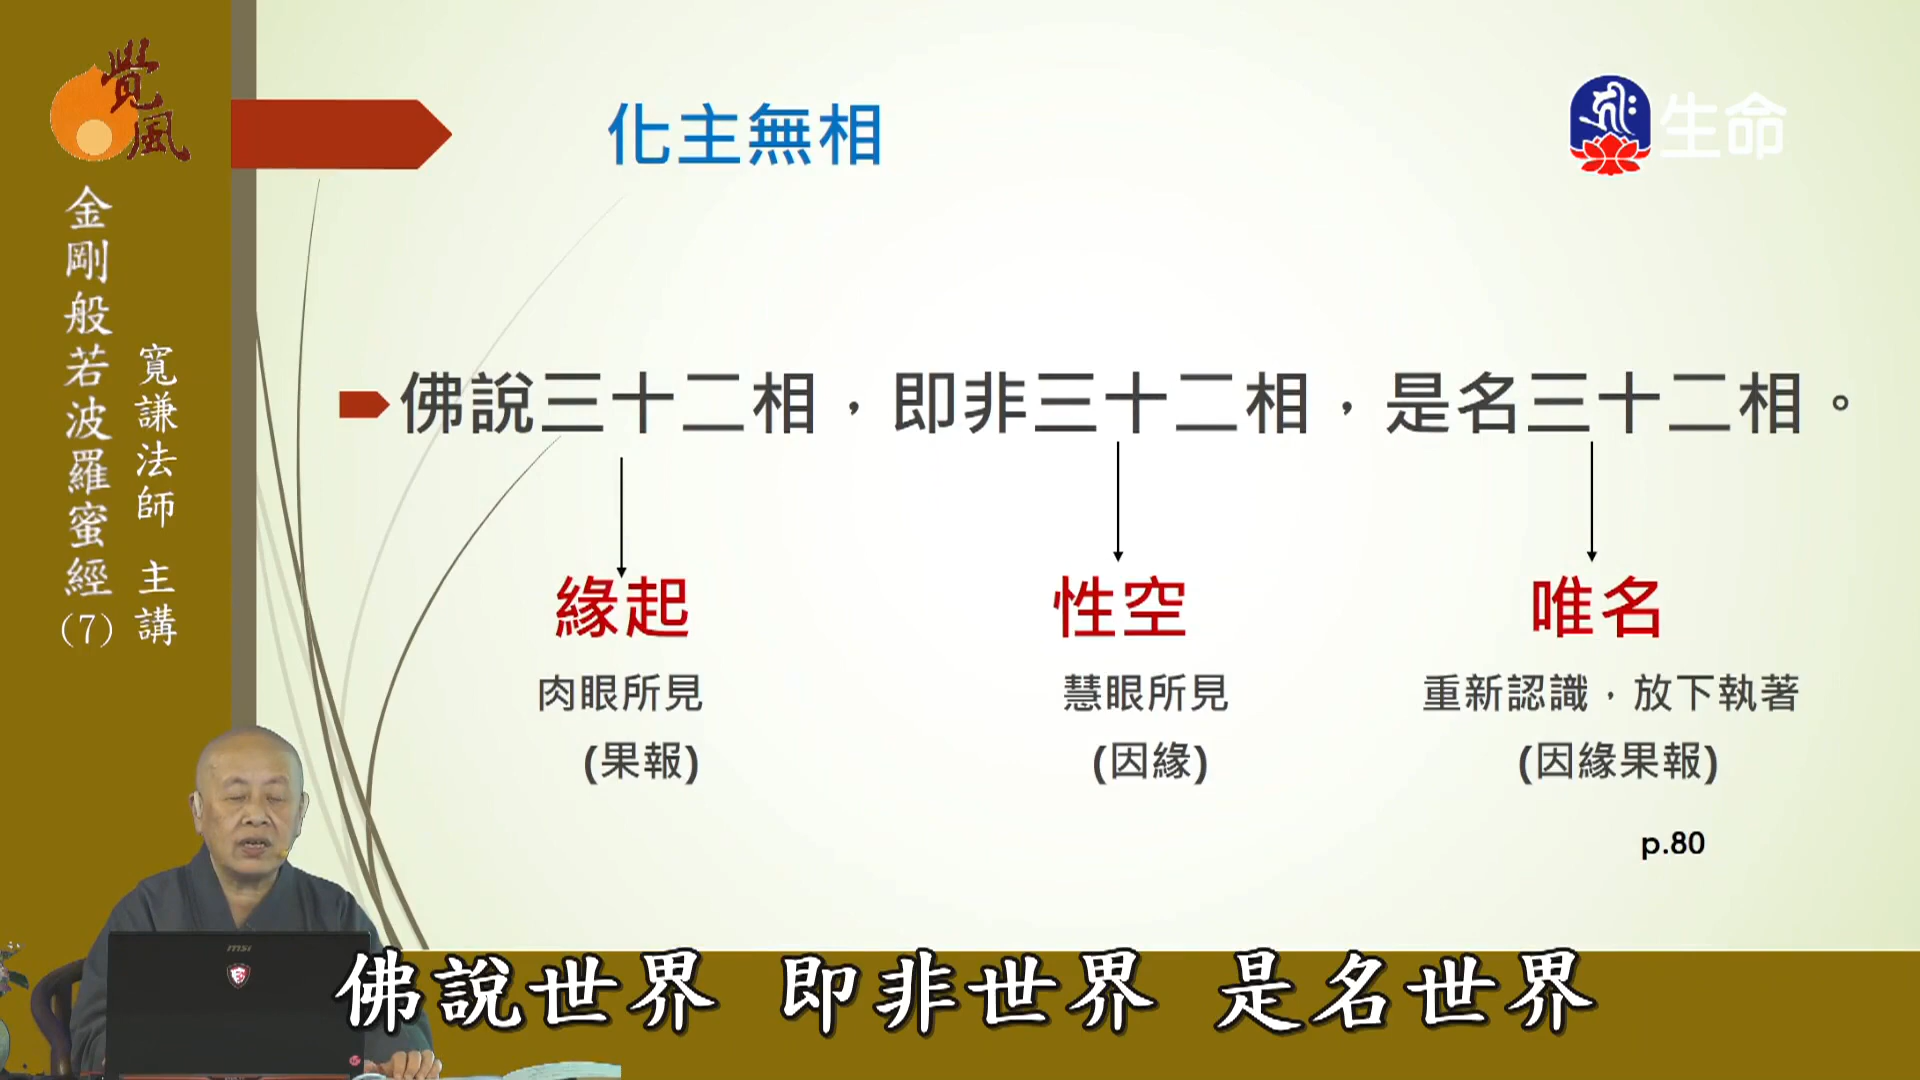 覺風
金剛般若波羅蜜經(7)
寬謙法師 主講
化主無相
生命
佛說三十二相，即非三十二相，是名三十二相。
緣起
性空
唯名
肉眼所見
慧眼所見
重新認識，放下執著
(果報)
(因緣)
(因緣果報)
p.80
msi
佛說世界 即非世界 是名世界